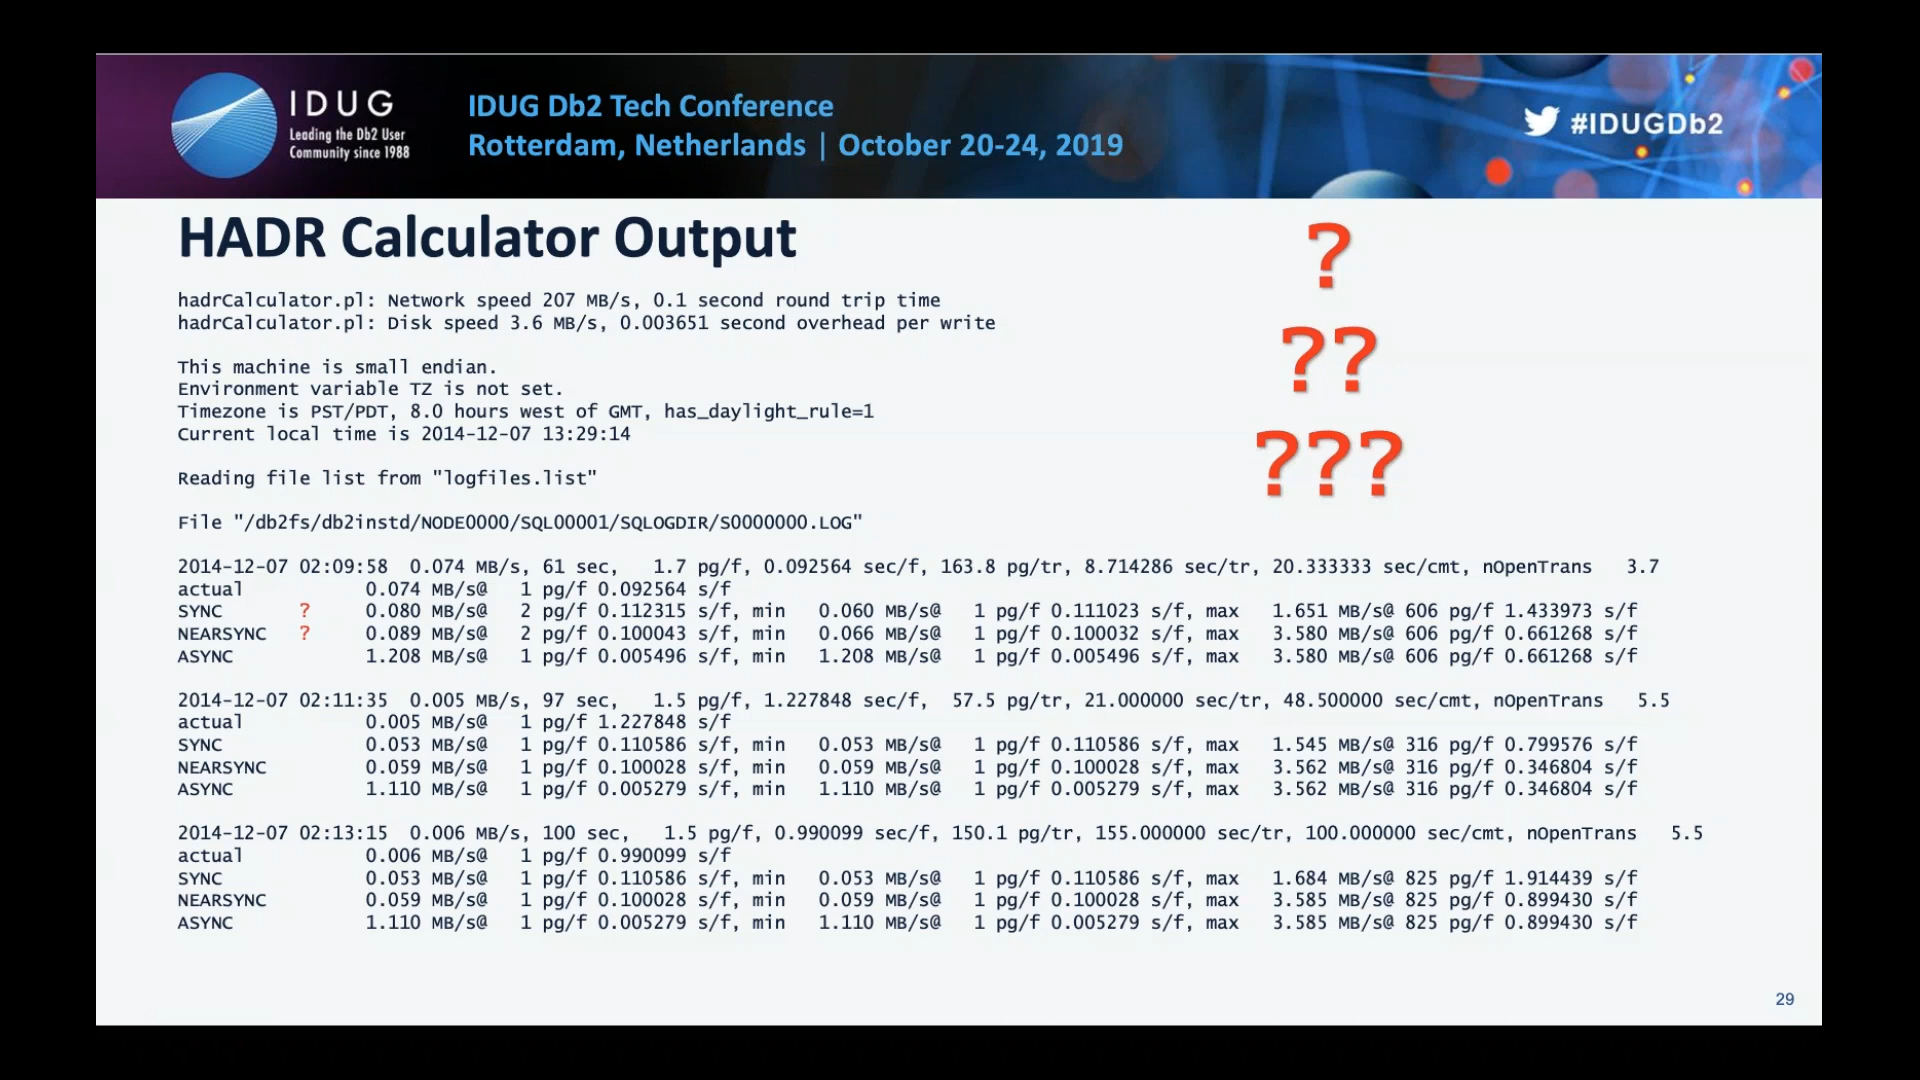 IDUG
Leading the Db2 User
Community since 1988
IDUG Db2 Tech Conference
Rotterdam, Netherlands | October 20-24, 2019
#IDUGDb2
HADR Calculator Output
?
??
???
hadrCalculator.pl: Network speed 207 MB/s, 0.1 second round trip time
hadrCalculator.pl: Disk speed 3.6 MB/s, 0.003651 second overhead per write
This machine is small endian.
Environment variable TZ is not set.
Timezone is PST/PDT, 8.0 hours west of GMT, has_daylight_rule=1
Current local time is 2014-12-07 13:29:14
Reading file list from "logfiles.list"
File "/db2fs/db2instd/NODE0000/SQL00001/SQLOGDIR/S0000000.LOG"
2014-12-07 02:09:58 0.074 MB/s, 61 sec, 1.7 pg/f, 0.092564 sec/f, 163.8 pg/tr, 8.714286 sec/tr, 20.333333 sec/cmt, nOpenTrans 3.7
actual 0.074 MB/s@ 1 pg/f 0.092564 s/f
SYNC ? 0.080 MB/s@ 2 pg/f 0.112315 s/f, min 0.060 MB/s@ 1 pg/f 0.111023 s/f, max 1.651 MB/s@ 606 pg/f 1.433973 s/f
NEARSYNC ? 0.089 MB/s@ 2 pg/f 0.100043 s/f, min 0.066 MB/s@ 1 pg/f 0.100032 s/f, max 3.580 MB/s@ 606 pg/f 0.661268 s/f
ASYNC 1.208 MB/s@ 1 pg/f 0.005496 s/f, min 1.208 MB/s@ 1 pg/f 0.005496 s/f, max 3.580 MB/s@ 606 pg/f 0.661268 s/f
2014-12-07 02:11:35 0.005 MB/s, 97 sec, 1.5 pg/f, 1.227848 sec/f, 57.5 pg/tr, 21.000000 sec/tr, 48.500000 sec/cmt, nOpenTrans 5.5
actual 0.005 MB/s@ 1 pg/f 1.227848 s/f
SYNC 0.053 MB/s@ 1 pg/f 0.110586 s/f, min 0.053 MB/s@ 1 pg/f 0.110586 s/f, max 1.545 MB/s@ 316 pg/f 0.799576 s/f
NEARSYNC 0.059 MB/s@ 1 pg/f 0.100028 s/f, min 0.059 MB/s@ 1 pg/f 0.100028 s/f, max 3.562 MB/s@ 316 pg/f 0.346804 s/f
ASYNC 1.110 MB/s@ 1 pg/f 0.005279 s/f, min 1.110 MB/s@ 1 pg/f 0.005279 s/f, max 3.562 MB/s@ 316 pg/f 0.346804 s/f
2014-12-07 02:13:15 0.006 MB/s, 100 sec, 1.5 pg/f, 0.990099 sec/f, 150.1 pg/tr, 155.000000 sec/tr, 100.000000 sec/cmt, nOpenTrans 5.5
actual 0.006 MB/s@ 1 pg/f 0.990099 s/f
SYNC 0.053 MB/s@ 1 pg/f 0.110586 s/f, min 0.053 MB/s@ 1 pg/f 0.110586 s/f, max 1.684 MB/s@ 825 pg/f 1.914439 s/f
NEARSYNC 0.059 MB/s@ 1 pg/f 0.100028 s/f, min 0.059 MB/s@ 1 pg/f 0.100028 s/f, max 3.585 MB/s@ 825 pg/f 0.899430 s/f
ASYNC 1.110 MB/s@ 1 pg/f 0.005279 s/f, min 1.110 MB/s@ 1 pg/f 0.005279 s/f, max 3.585 MB/s@ 825 pg/f 0.899430 s/f
29